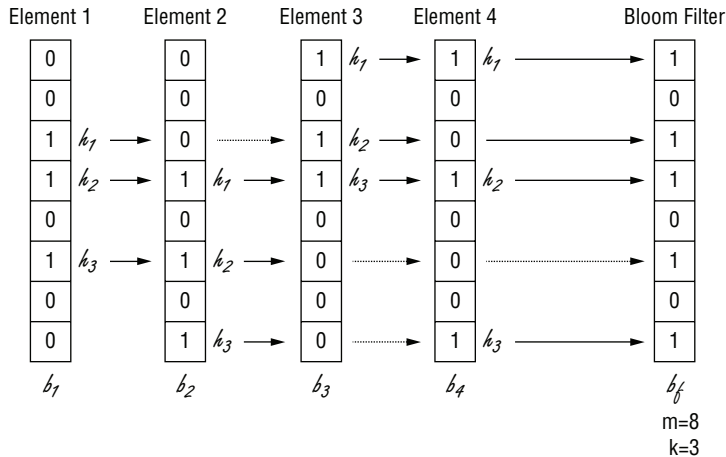 Element 1 Element 2 Element 3 Element 4 Bloom Filter
0 0 1 h₁ 1 h₁ 1
0 0 0 0 0
1 h₁ 0 1 h₂ 0 1
1 h₂ 1 h₁ 1 h₃ 1 h₂ 1
0 0 0 0 0
1 h₃ 1 h₂ 0 0 1
0 0 0 0 0
0 1 h₃ 0 1 h₃ 1
b₁ b₂ b₃ b₄ b_f
m=8
k=3